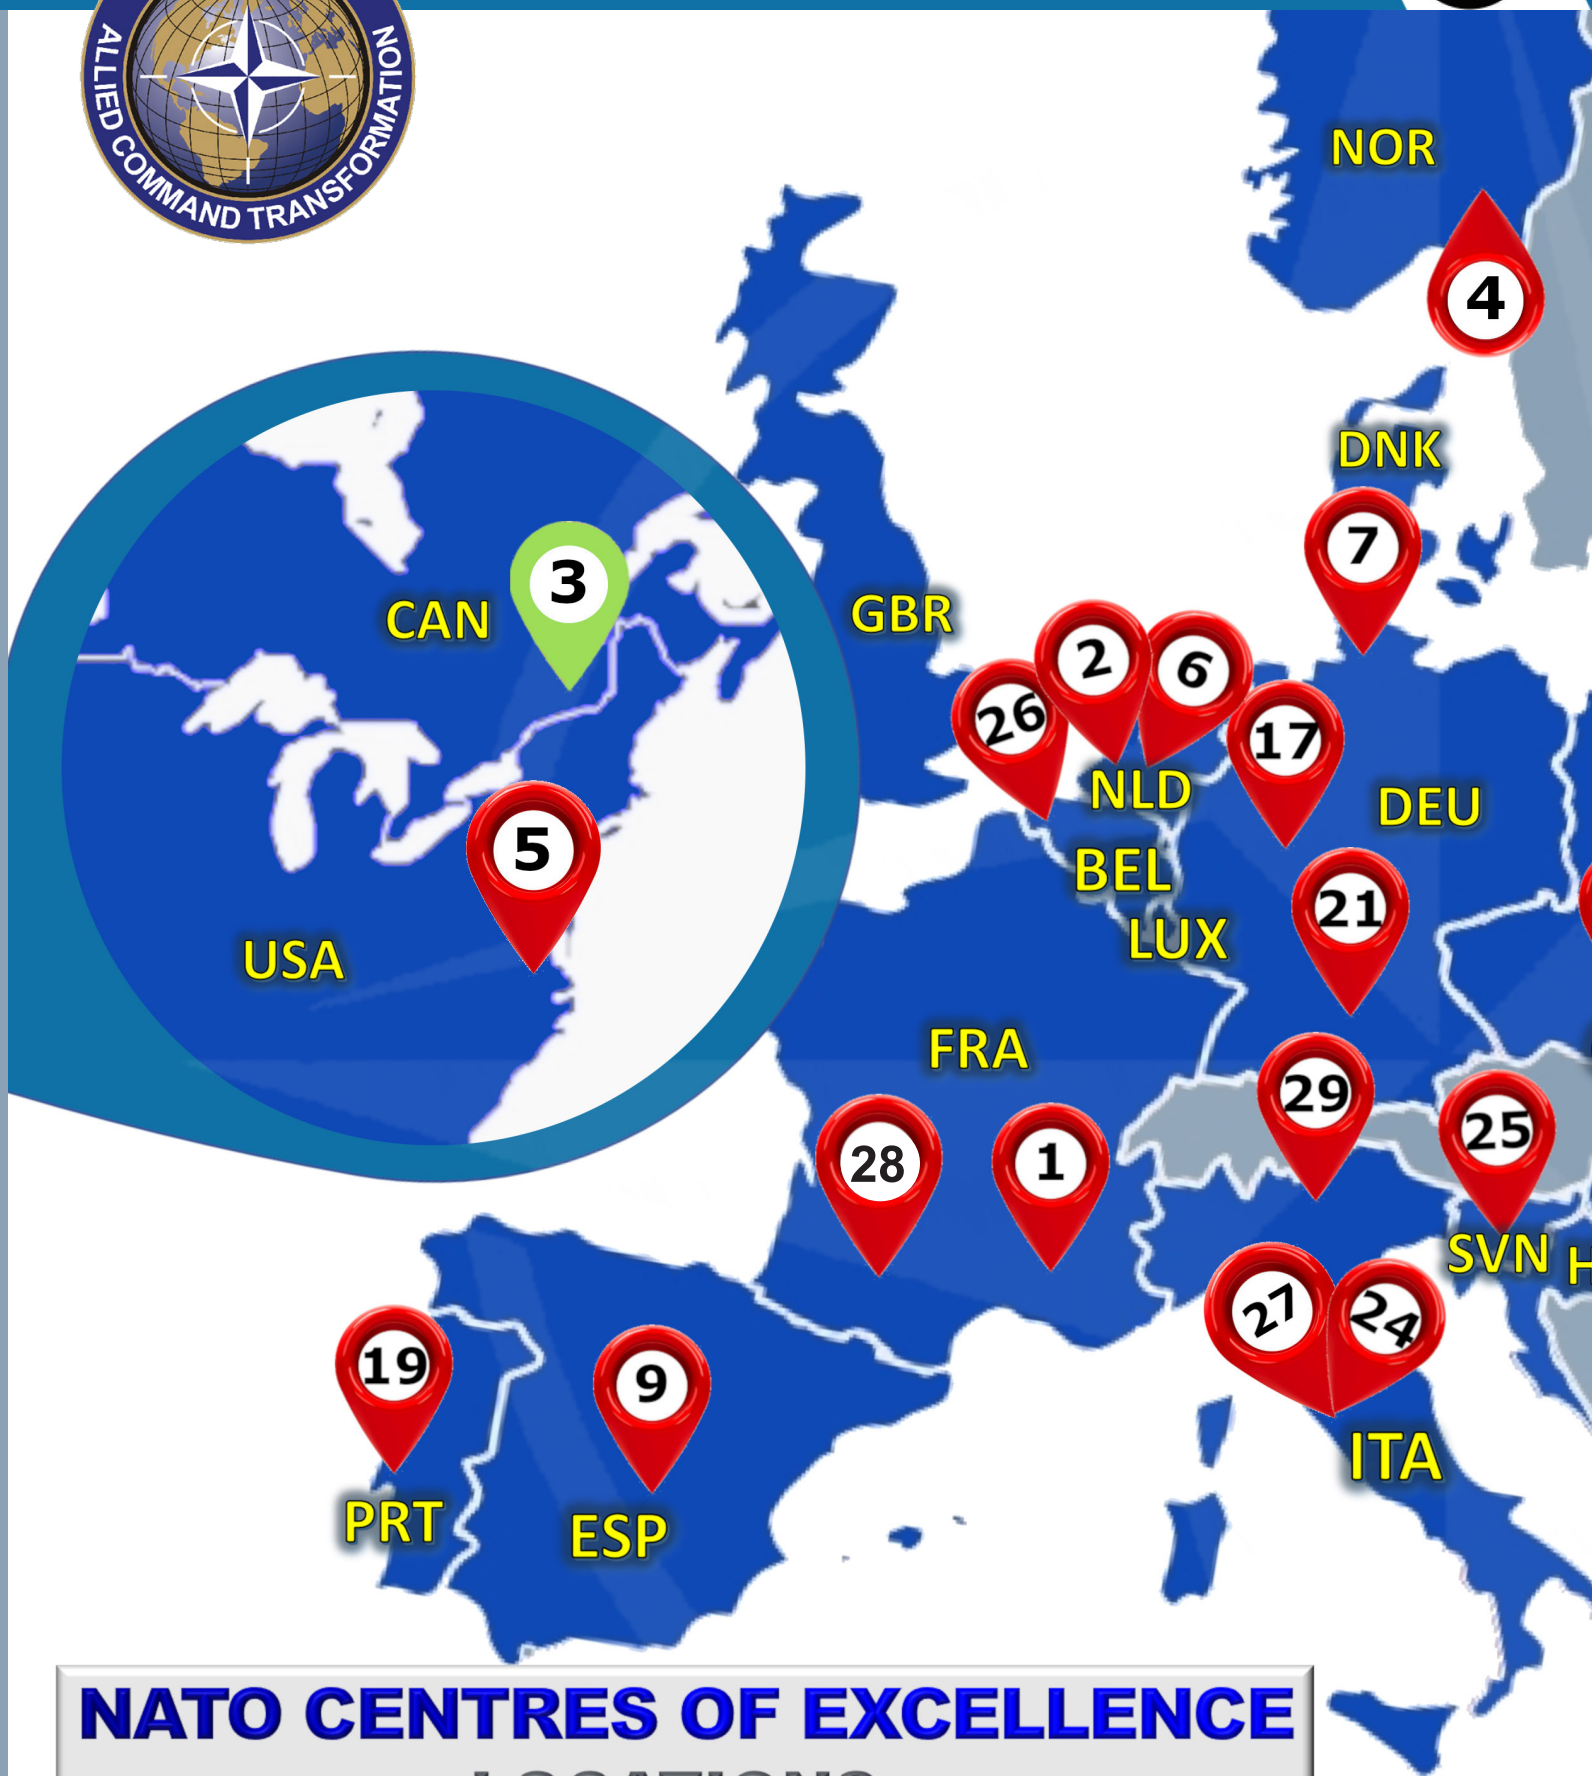 ALLIED COMMAND TRANSFORMATION
NOR
4
DNK
7
3
CAN
GBR
2
6
26
17
NLD
DEU
5
BEL
21
LUX
USA
FRA
29
25
28
1
SVN
H
27
24
19
9
ITA
PRT
ESP
NATO CENTRES OF EXCELLENCE
LOCATIONS